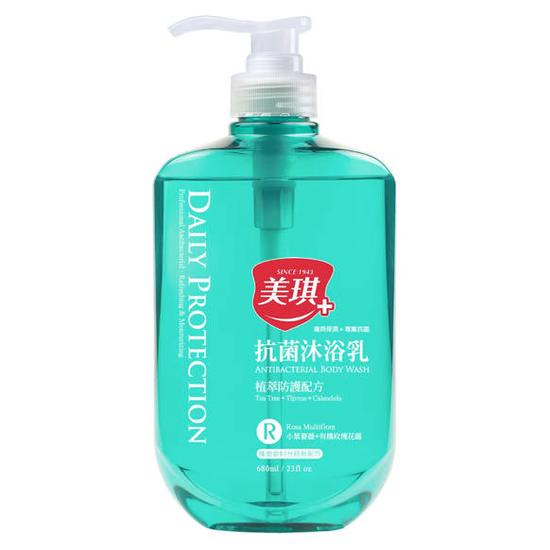 DAILY PROTECTION
Professional Antibacterial | Refreshing & Moisturizing
SINCE 1943
美琪+
抗菌沐浴乳
ANTIBACTERIAL BODY WASH
植萃防護配方
Tea Tree + Thymus + Calendula
R
Rosa Multiflora
小葉薔薇+有機玫瑰花露
680ml / 23fl oz